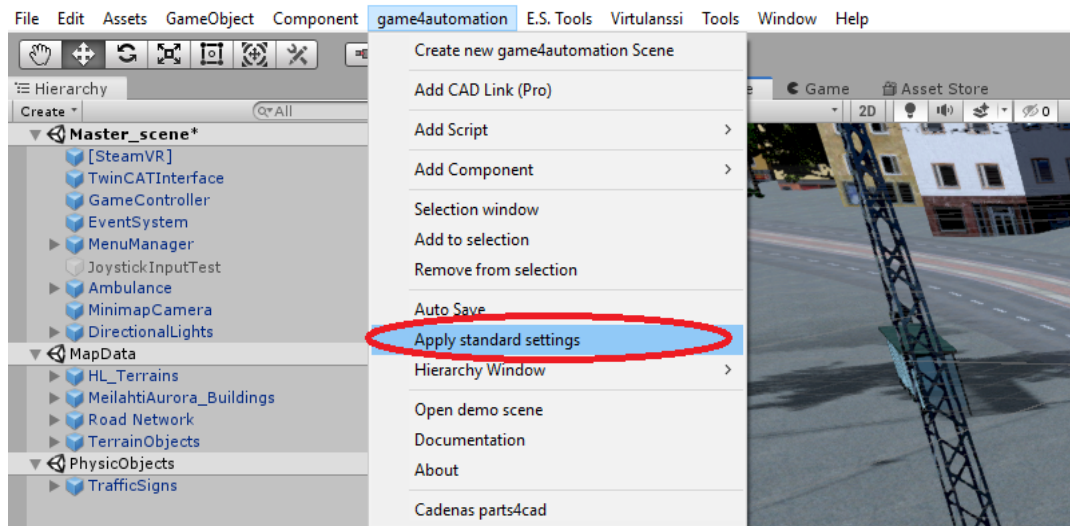 File Edit Assets GameObject Component game4automation E.S. Tools Virtulanssi Tools Window Help
Hierarchy
Create All
Master_scene*
[SteamVR]
TwinCATInterface
GameController
EventSystem
MenuManager
JoystickInputTest
Ambulance
MinimapCamera
DirectionalLights
MapData
HL_Terrains
MeilahtiAurora_Buildings
Road Network
TerrainObjects
PhysicObjects
TrafficSigns
Create new game4automation Scene
Add CAD Link (Pro)
Add Script
Add Component
Selection window
Add to selection
Remove from selection
Auto Save
Apply standard settings
Hierarchy Window
Open demo scene
Documentation
About
Cadenas parts4cad
Game Asset Store
2D 0